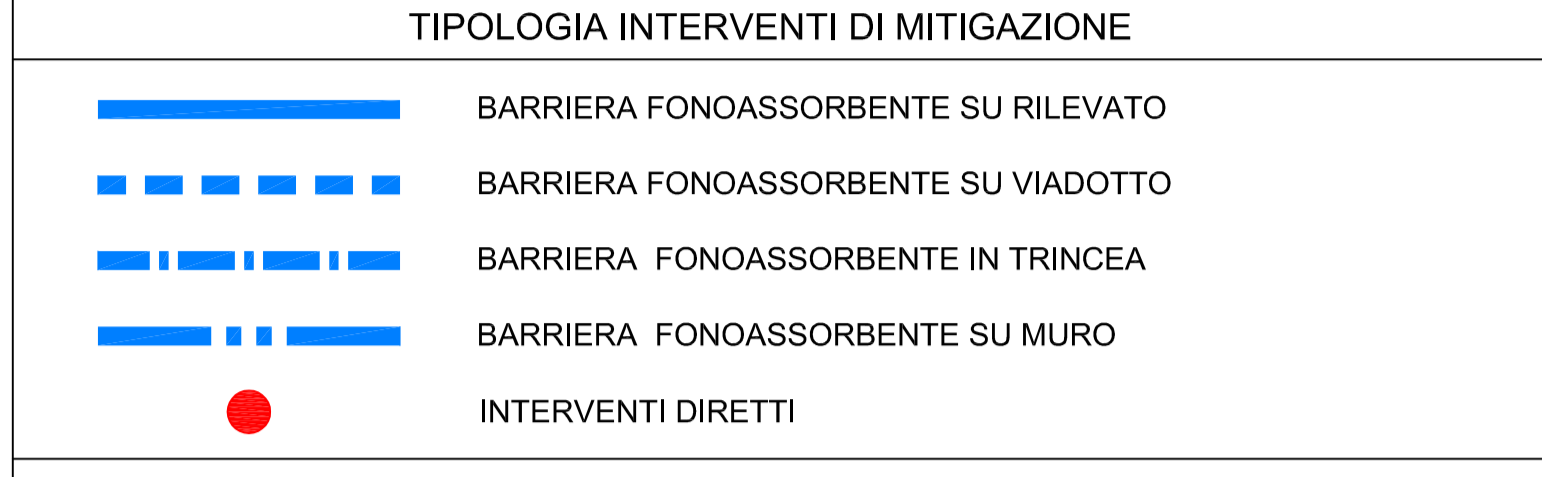 TIPOLOGIA INTERVENTI DI MITIGAZIONE
BARRIERA FONOASSORBENTE SU RILEVATO
BARRIERA FONOASSORBENTE SU VIADOTTO
BARRIERA FONOASSORBENTE IN TRINCEA
BARRIERA FONOASSORBENTE SU MURO
INTERVENTI DIRETTI